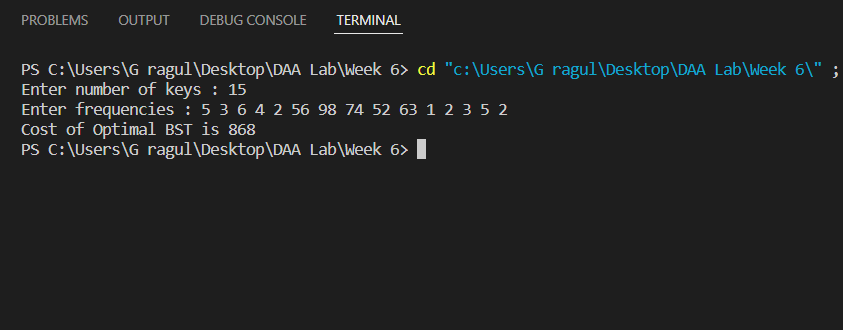 PROBLEMS OUTPUT DEBUG CONSOLE TERMINAL
PS C:\Users\G ragul\Desktop\DAA Lab\Week 6> cd "c:\Users\G ragul\Desktop\DAA Lab\Week 6\" ;
Enter number of keys : 15
Enter frequencies : 5 3 6 4 2 56 98 74 52 63 1 2 3 5 2
Cost of Optimal BST is 868
PS C:\Users\G ragul\Desktop\DAA Lab\Week 6>